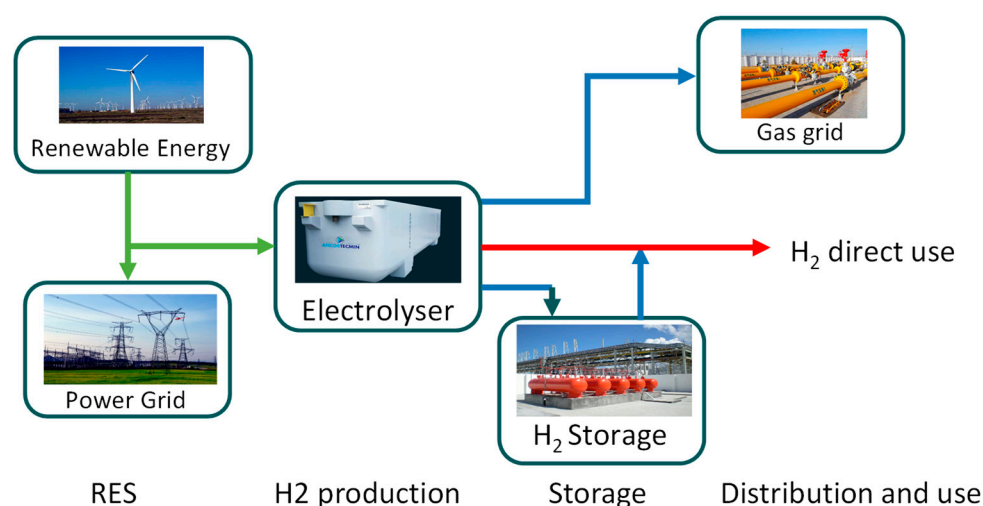 Renewable Energy
Gas grid
Electrolyser
H₂ direct use
Power Grid
H₂ Storage
RES
H2 production
Storage
Distribution and use